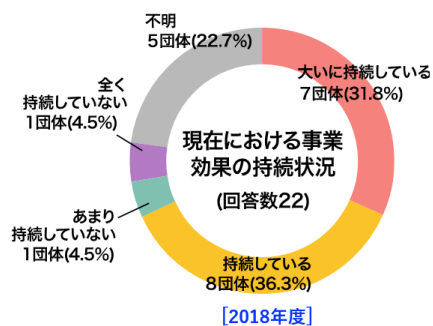 不明
5団体(22.7%)
大いに持続している
7団体(31.8%)
全く
持続していない
1団体(4.5%)
現在における事業
効果の持続状況
(回答数22)
あまり
持続していない
1団体(4.5%)
持続している
8団体(36.3%)
[2018年度]